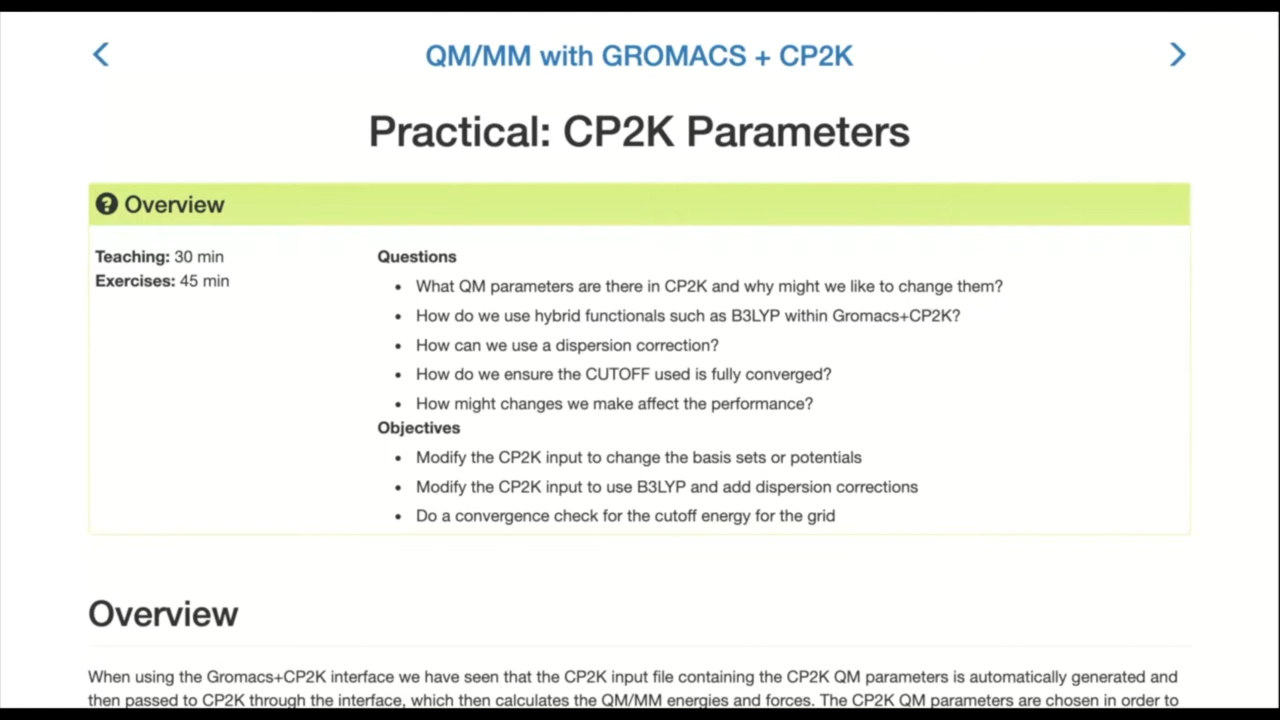 QM/MM with GROMACS + CP2K
Practical: CP2K Parameters
Overview
Teaching: 30 min
Exercises: 45 min
Questions
• What QM parameters are there in CP2K and why might we like to change them?
• How do we use hybrid functionals such as B3LYP within Gromacs+CP2K?
• How can we use a dispersion correction?
• How do we ensure the CUTOFF used is fully converged?
• How might changes we make affect the performance?
Objectives
• Modify the CP2K input to change the basis sets or potentials
• Modify the CP2K input to use B3LYP and add dispersion corrections
• Do a convergence check for the cutoff energy for the grid
Overview
When using the Gromacs+CP2K interface we have seen that the CP2K input file containing the CP2K QM parameters is automatically generated and
then passed to CP2K through the interface, which then calculates the QM/MM energies and forces. The CP2K QM parameters are chosen in order to